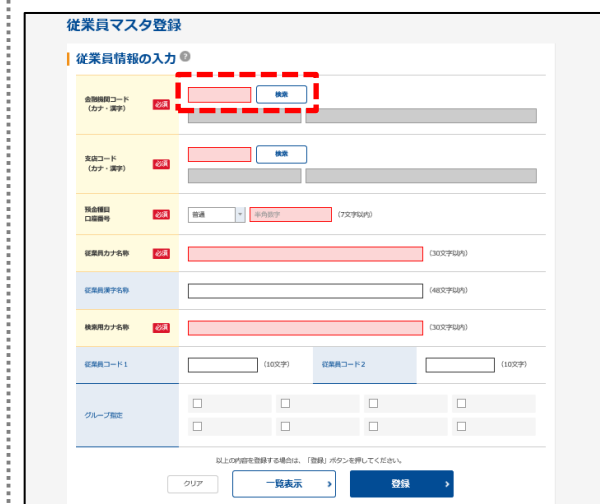 従業員マスタ登録
従業員情報の入力 ?
金融機関コード
(カナ・漢字) 必須 検索
支店コード
(カナ・漢字) 必須 検索
預金種目
口座番号 必須 普通 半角数字 (7文字以内)
従業員カナ名称 必須 (30文字以内)
従業員漢字名称 (48文字以内)
検索用カナ名称 必須 (30文字以内)
従業員コード1 (10文字) 従業員コード2 (10文字)
グループ指定
以上の内容を登録する場合は、「登録」ボタンを押してください。
クリア 一覧表示 › 登録 ›